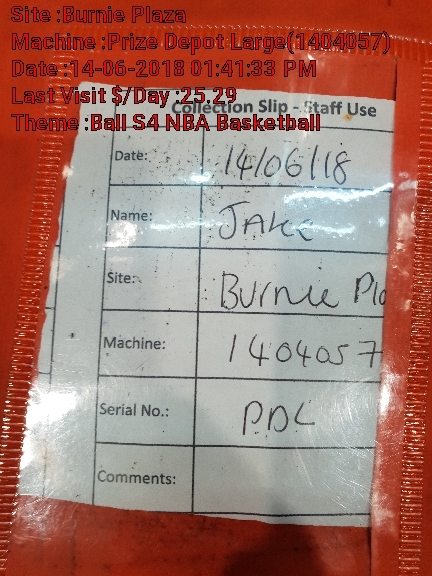 Site :Burnie Plaza
Machine :Prize Depot Large(1404057)
Date :14-06-2018 01:41:33 PM
Last Visit $/Day :25.29
Theme :Ball S4 NBA Basketball
Collection Slip - Staff Use
Date: 14/06/18
Name: JAKE
Site: Burnie Pla
Machine: 1404057
Serial No.: PDL
Comments: